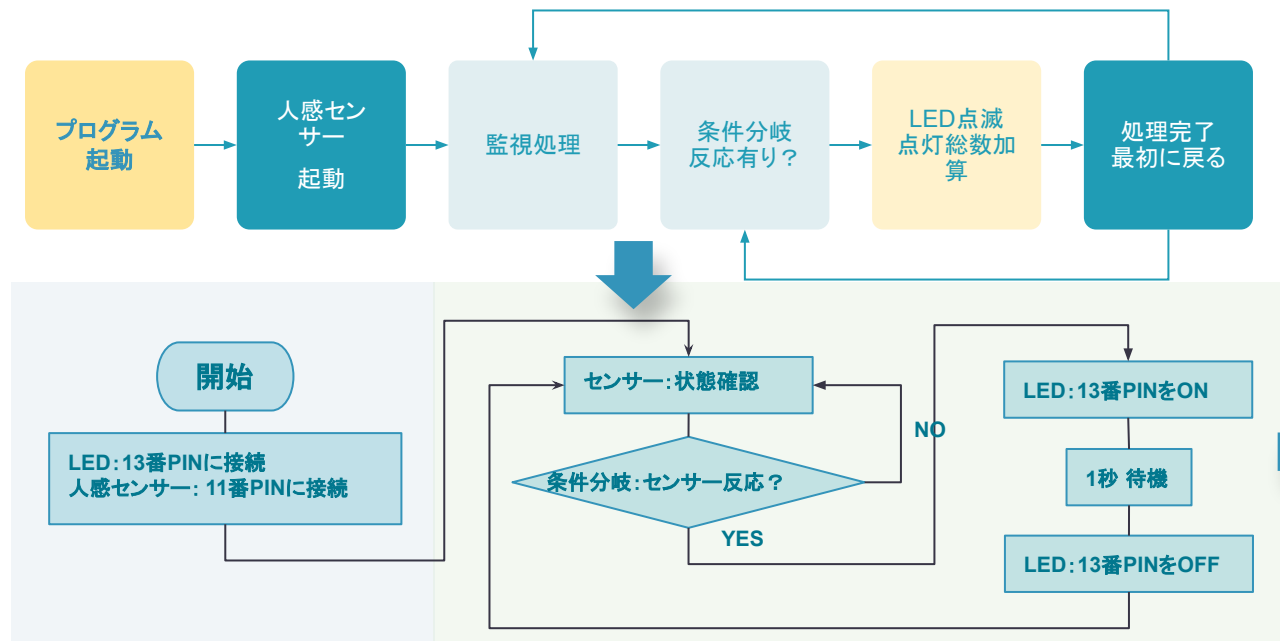 プログラム
起動
人感セン
サー
起動
監視処理
条件分岐
反応有り？
LED点滅
点灯総数加
算
処理完了
最初に戻る
開始
LED：13番PINに接続
人感センサー： 11番PINに接続
センサー：状態確認
条件分岐：センサー反応？
NO
YES
LED：13番PINをON
1秒 待機
LED：13番PINをOFF